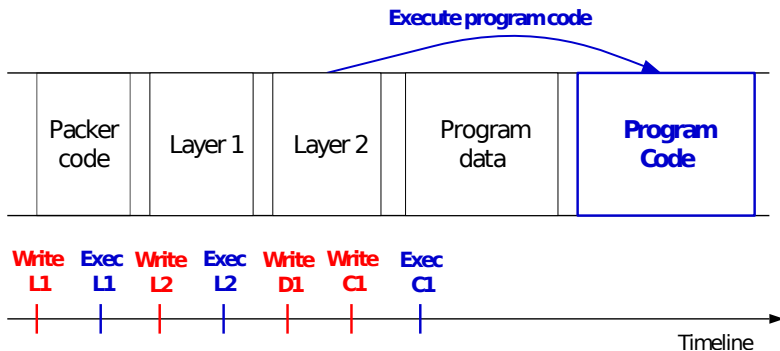 Execute program code
Packer
code
Layer 1
Layer 2
Program
data
Program
Code
Write
L1
Exec
L1
Write
L2
Exec
L2
Write
D1
Write
C1
Exec
C1
Timeline